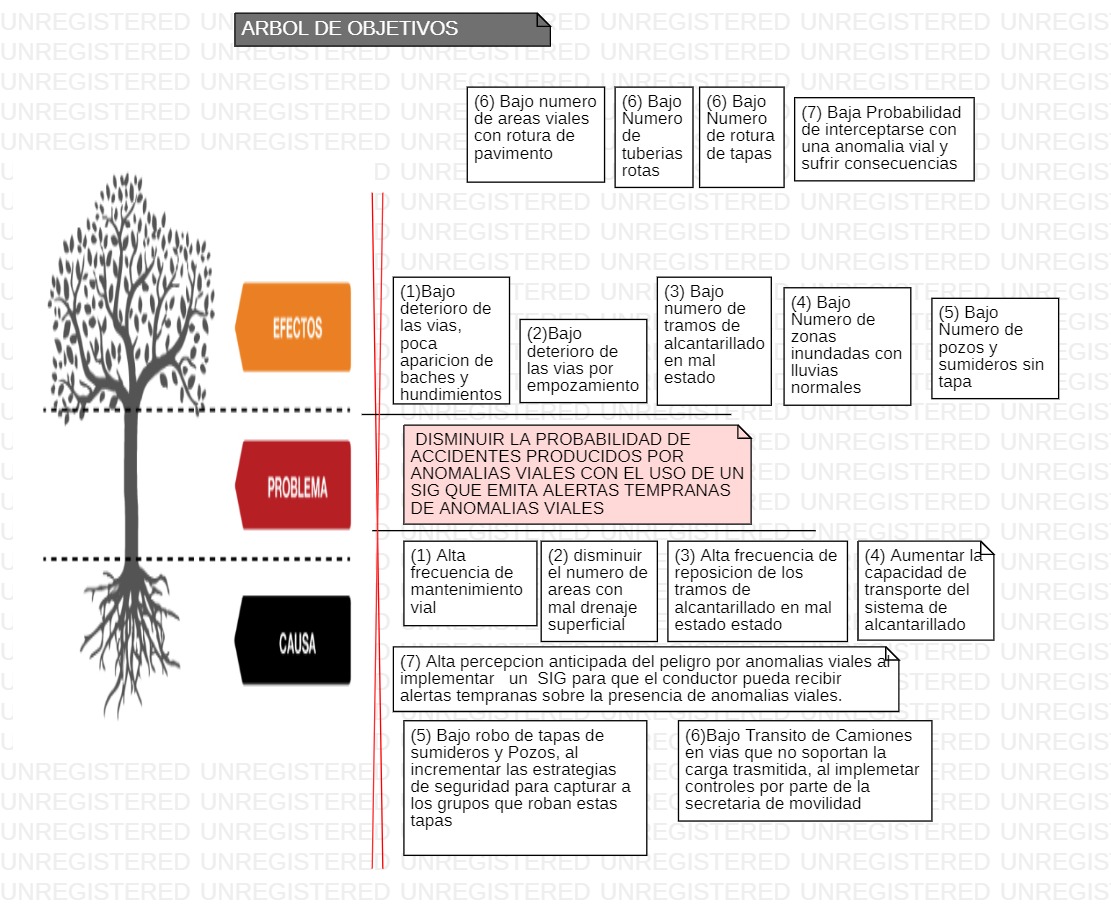 ARBOL DE OBJETIVOS
(6) Bajo numero
de areas viales
con rotura de
pavimento
(6) Bajo
Numero
de
tuberias
rotas
(6) Bajo
Numero
de rotura
de tapas
(7) Baja Probabilidad
de interceptarse con
una anomalia vial y
sufrir consecuencias
EFECTOS
(1)Bajo
deterioro de
las vias,
poca
aparicion de
baches y
hundimientos
(2)Bajo
deterioro de
las vias por
empozamiento
(3) Bajo
numero de
tramos de
alcantarillado
en mal
estado
(4) Bajo
Numero de
zonas
inundadas con
lluvias
normales
(5) Bajo
Numero de
pozos y
sumideros sin
tapa
PROBLEMA
DISMINUIR LA PROBABILIDAD DE
ACCIDENTES PRODUCIDOS POR
ANOMALIAS VIALES CON EL USO DE UN
SIG QUE EMITA ALERTAS TEMPRANAS
DE ANOMALIAS VIALES
CAUSA
(1) Alta
frecuencia de
mantenimiento
vial
(2) disminuir
el numero de
areas con
mal drenaje
superficial
(3) Alta frecuencia de
reposicion de los
tramos de
alcantarillado en mal
estado estado
(4) Aumentar la
capacidad de
transporte del
sistema de
alcantarillado
(7) Alta percepcion anticipada del peligro por anomalias viales al
implementar un SIG para que el conductor pueda recibir
alertas tempranas sobre la presencia de anomalias viales.
(5) Bajo robo de tapas de
sumideros y Pozos, al
incrementar las estrategias
de seguridad para capturar a
los grupos que roban estas
tapas
(6)Bajo Transito de Camiones
en vias que no soportan la
carga trasmitida, al implemetar
controles por parte de la
secretaria de movilidad
UNREGISTERED